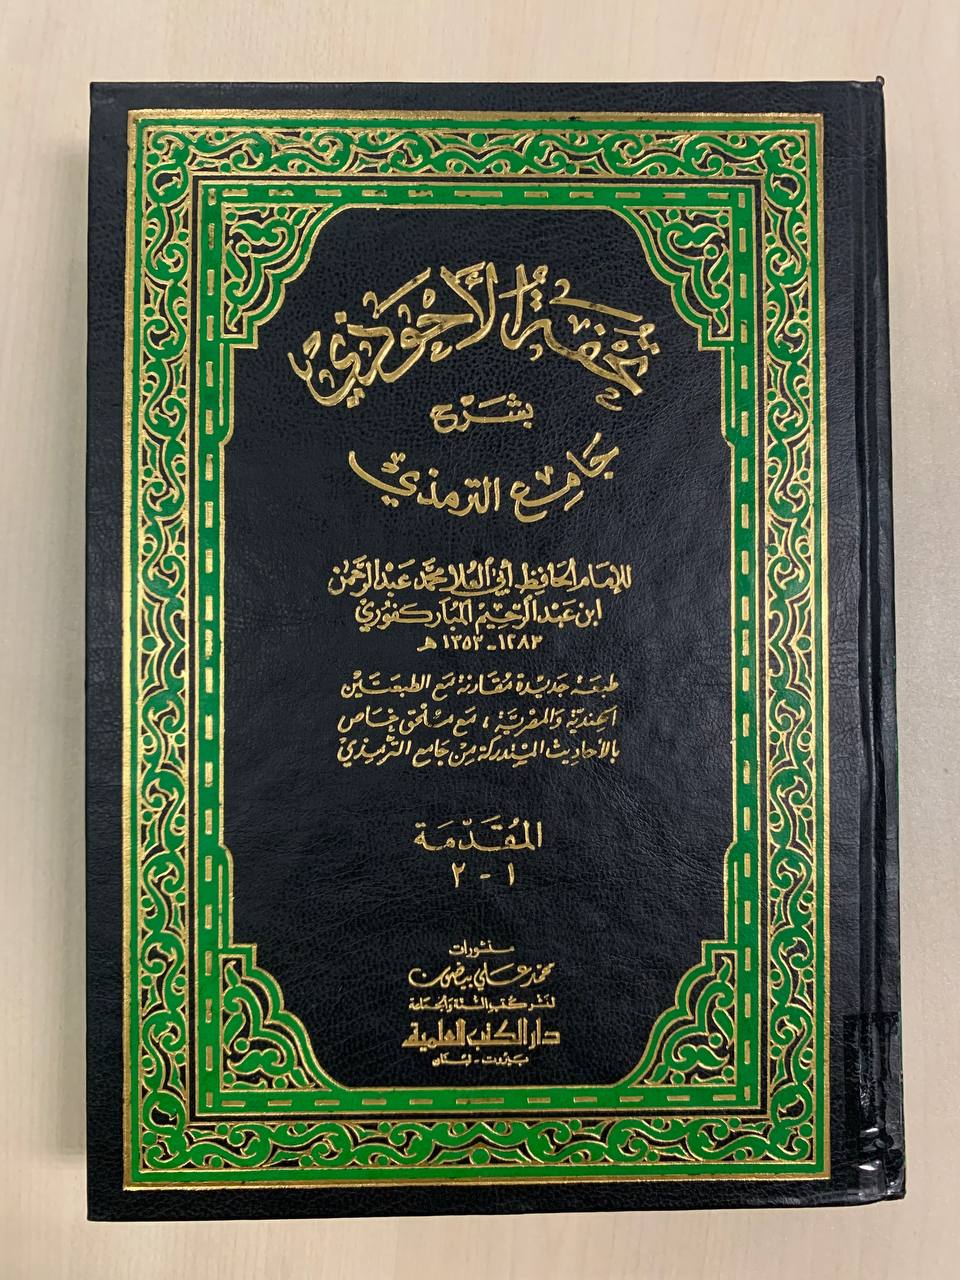 تحفة الأحوذي
بشرح
جامع الترمذي
للإمام الحافظ أبي العلا محمد عبد الرحمن
ابن عبد الرحيم المباركفوري
١٢٨٣ - ١٣٥٣ هـ
طبعة جديدة مقارنة مع الطبعتين
الهندية والمصرية ، مع ملحق خاص
بالأحاديث المستدركة من جامع الترمذي
المقدمة
١ - ٢
منشورات
محمد علي بيضون
لنشر كتب السنة والجماعة
دار الكتب العلمية
بيروت - لبنان